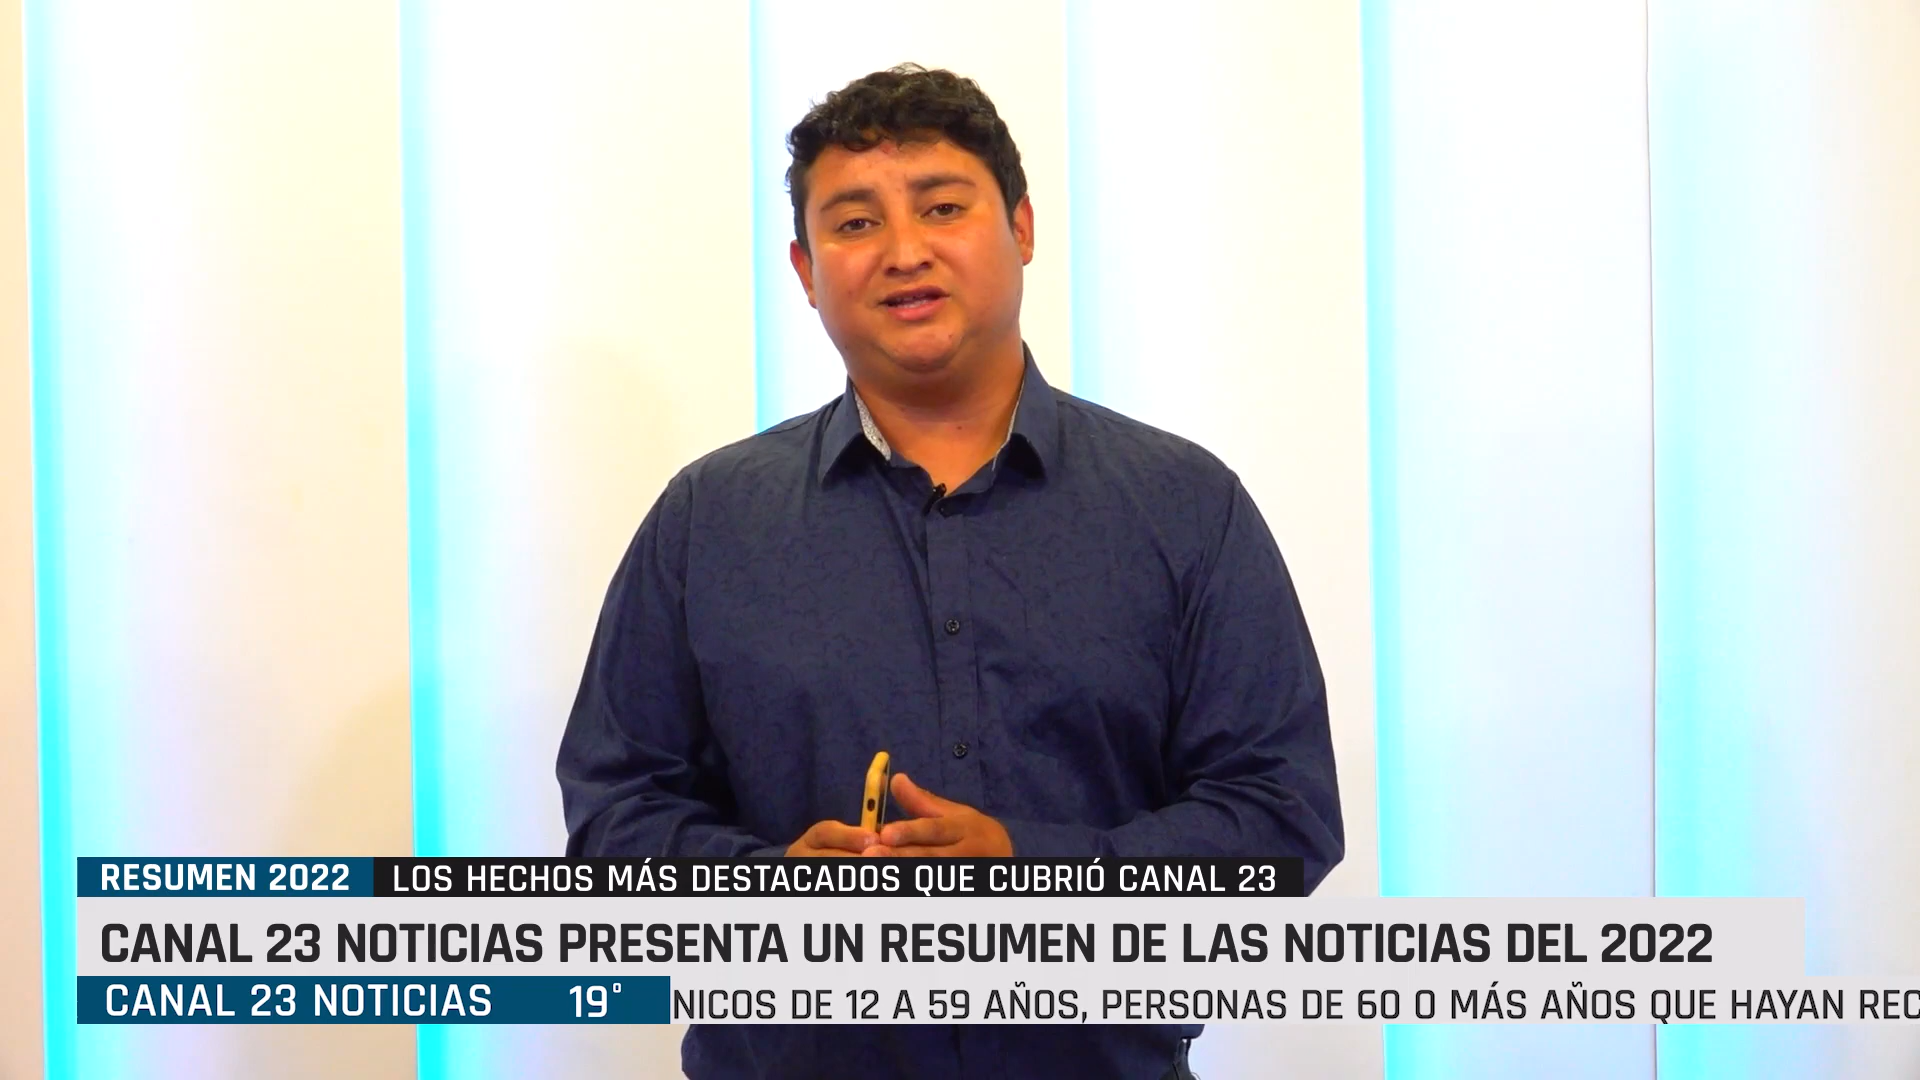 RESUMEN 2022 LOS HECHOS MÁS DESTACADOS QUE CUBRIÓ CANAL 23
CANAL 23 NOTICIAS PRESENTA UN RESUMEN DE LAS NOTICIAS DEL 2022
CANAL 23 NOTICIAS 19° NICOS DE 12 A 59 AÑOS, PERSONAS DE 60 O MÁS AÑOS QUE HAYAN REC